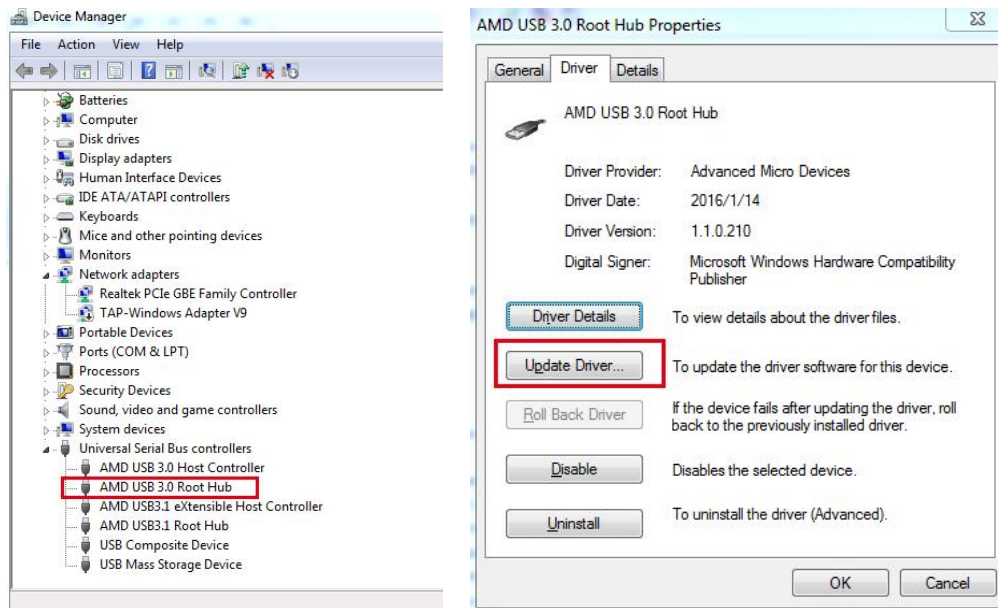 Device Manager
File Action View Help
Batteries
Computer
Disk drives
Display adapters
Human Interface Devices
IDE ATA/ATAPI controllers
Keyboards
Mice and other pointing devices
Monitors
Network adapters
Realtek PCIe GBE Family Controller
TAP-Windows Adapter V9
Portable Devices
Ports (COM & LPT)
Processors
Security Devices
Sound, video and game controllers
System devices
Universal Serial Bus controllers
AMD USB 3.0 Host Controller
AMD USB 3.0 Root Hub
AMD USB3.1 eXtensible Host Controller
AMD USB3.1 Root Hub
USB Composite Device
USB Mass Storage Device
AMD USB 3.0 Root Hub Properties
General Driver Details
AMD USB 3.0 Root Hub
Driver Provider: Advanced Micro Devices
Driver Date: 2016/1/14
Driver Version: 1.1.0.210
Digital Signer: Microsoft Windows Hardware Compatibility
Publisher
Driver Details To view details about the driver files.
Update Driver... To update the driver software for this device.
Roll Back Driver If the device fails after updating the driver, roll
back to the previously installed driver.
Disable Disables the selected device.
Uninstall To uninstall the driver (Advanced).
OK Cancel